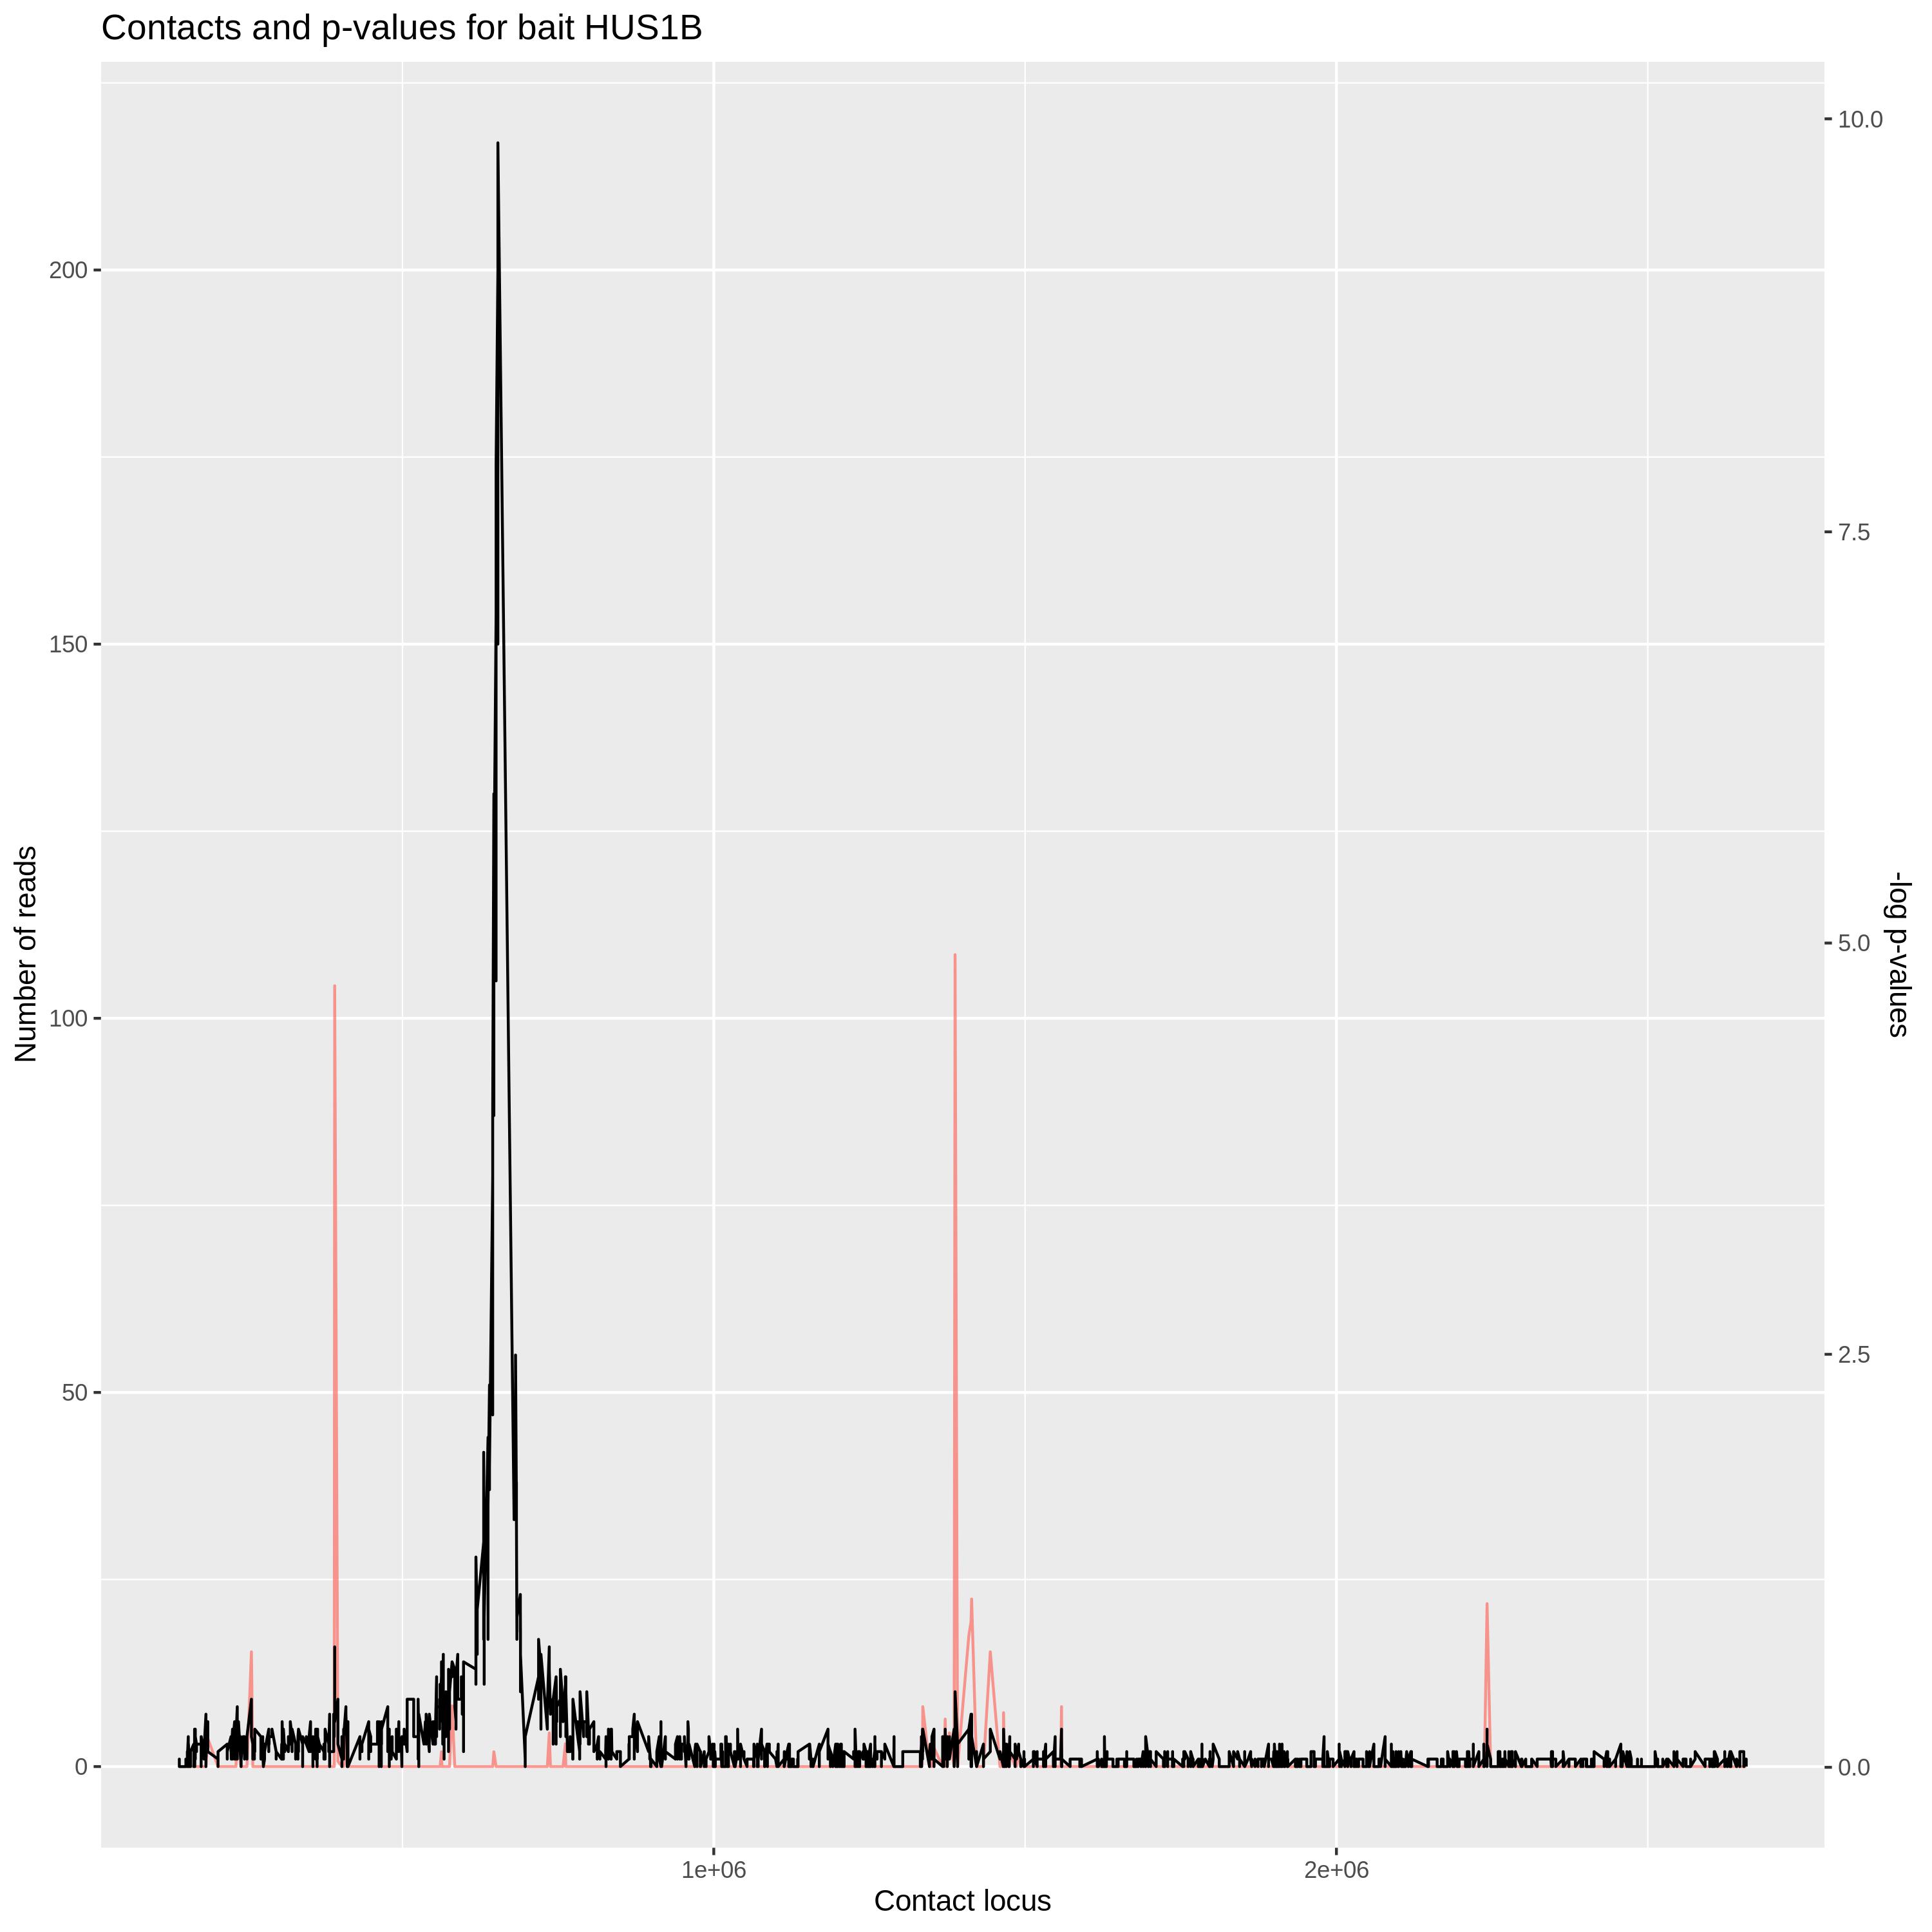 Contacts and p-values for bait HUS1B
10.0
200
7.5
150
Number of reads
-log p-values
5.0
100
2.5
50
0
0.0
1e+06
2e+06
Contact locus